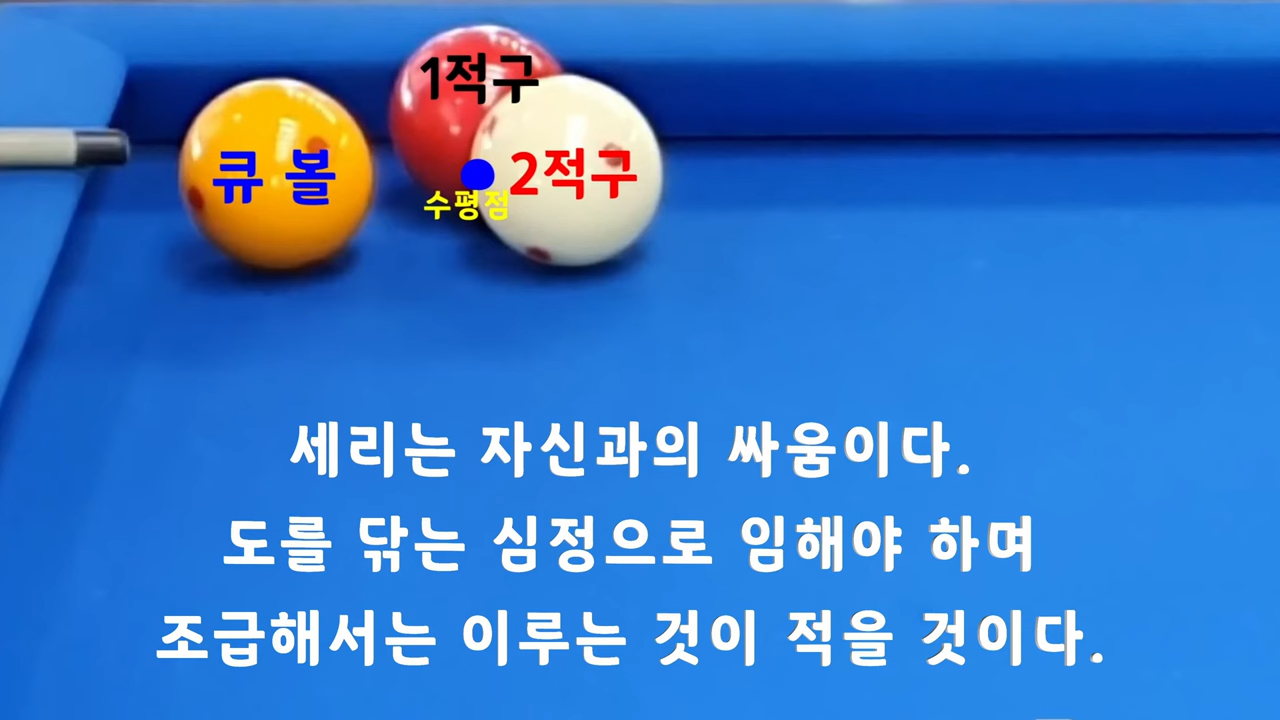 1적구
큐 볼
2적구
수평점
세리는 자신과의 싸움이다.
도를 닦는 심정으로 임해야 하며
조급해서는 이루는 것이 적을 것이다.